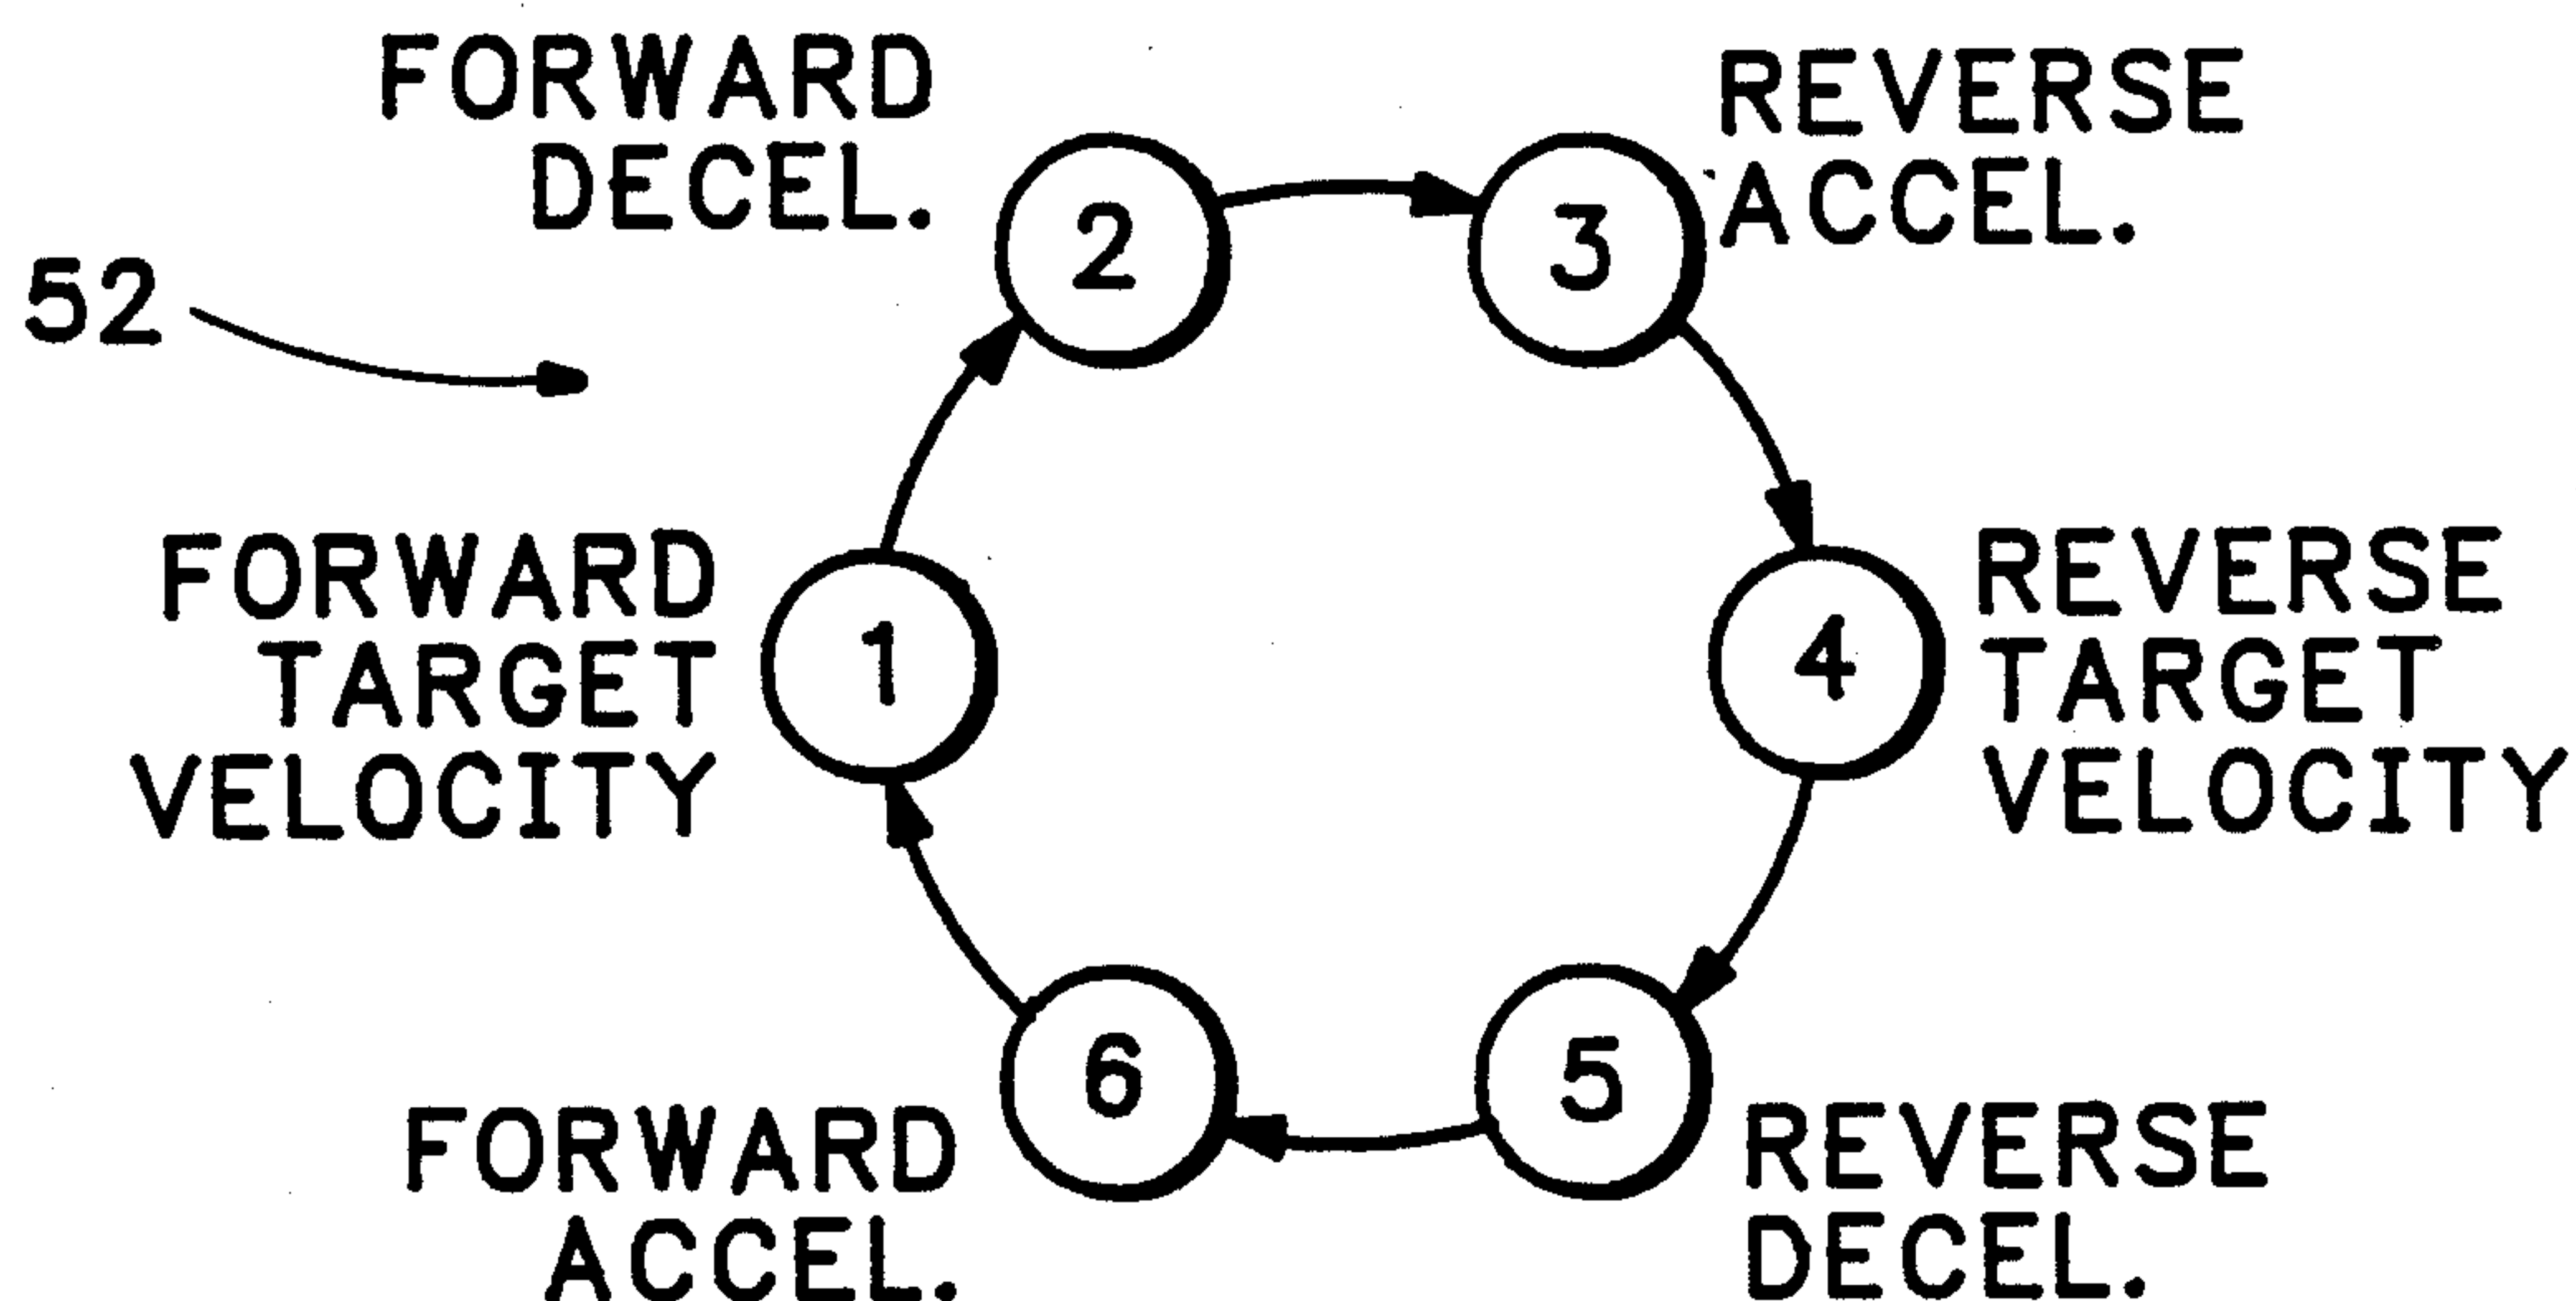 FORWARD
DECEL.
REVERSE
ACCEL.
2
3
52
FORWARD
TARGET
VELOCITY
1
4
REVERSE
TARGET
VELOCITY
6
5
FORWARD
ACCEL.
REVERSE
DECEL.